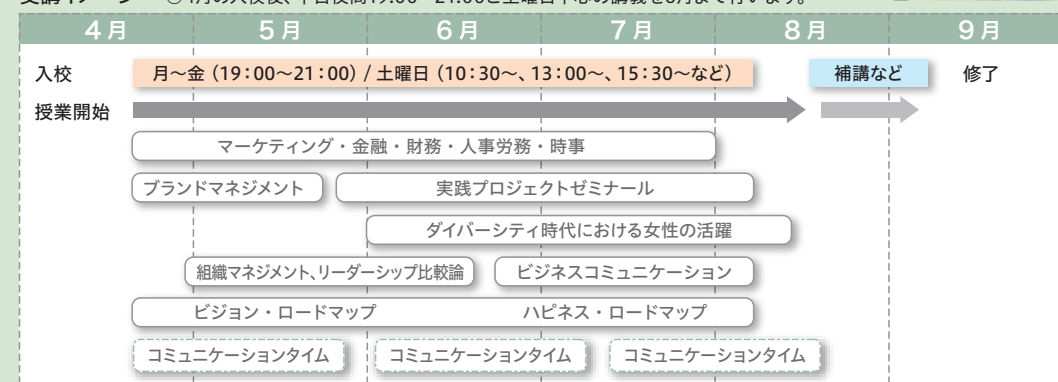 受講イメージ ○4月の入校後、平日夜間19:00~21:00と土曜日中心の講義を8月まで行います。
4月 5月 6月 7月 8月 9月
入校 月~金(19:00~21:00)/ 土曜日(10:30~、13:00~、15:30~など) 補講など 修了
授業開始
マーケティング・金融・財務・人事労務・時事
ブランドマネジメント 実践プロジェクトゼミナール
ダイバーシティ時代における女性の活躍
組織マネジメント、リーダーシップ比較論 ビジネスコミュニケーション
ビジョン・ロードマップ ハピネス・ロードマップ
コミュニケーションタイム コミュニケーションタイム コミュニケーションタイム